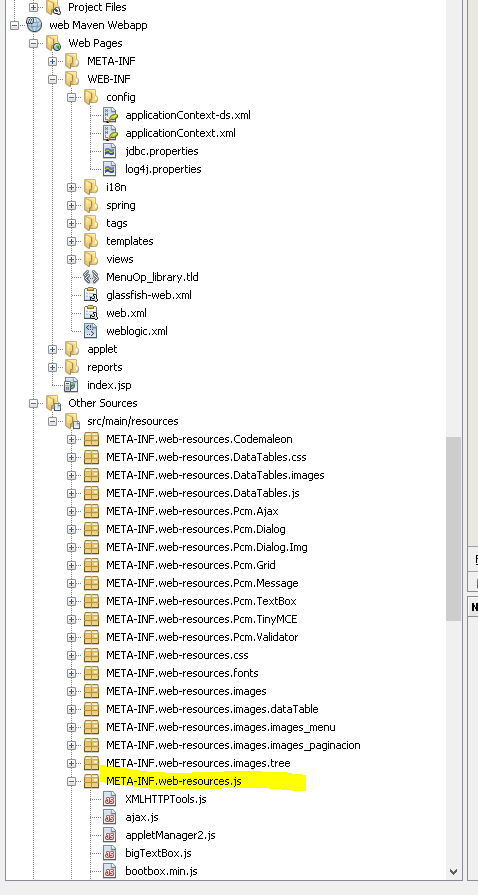 Project Files
web Maven Webapp
Web Pages
META-INF
WEB-INF
config
applicationContext-ds.xml
applicationContext.xml
jdbc.properties
log4j.properties
i18n
spring
tags
templates
views
MenuOp_library.tld
glassfish-web.xml
web.xml
weblogic.xml
applet
reports
index.jsp
Other Sources
src/main/resources
META-INF.web-resources.Codemaleon
META-INF.web-resources.DataTables.css
META-INF.web-resources.DataTables.images
META-INF.web-resources.DataTables.js
META-INF.web-resources.Pcm.Ajax
META-INF.web-resources.Pcm.Dialog
META-INF.web-resources.Pcm.Dialog.Img
META-INF.web-resources.Pcm.Grid
META-INF.web-resources.Pcm.Message
META-INF.web-resources.Pcm.TextBox
META-INF.web-resources.Pcm.TinyMCE
META-INF.web-resources.Pcm.Validator
META-INF.web-resources.css
META-INF.web-resources.fonts
META-INF.web-resources.images
META-INF.web-resources.images.dataTable
META-INF.web-resources.images.images_menu
META-INF.web-resources.images.images_paginacion
META-INF.web-resources.images.tree
META-INF.web-resources.js
XMLHTTPTools.js
ajax.js
appletManager2.js
bigTextBox.js
bootbox.min.js
N